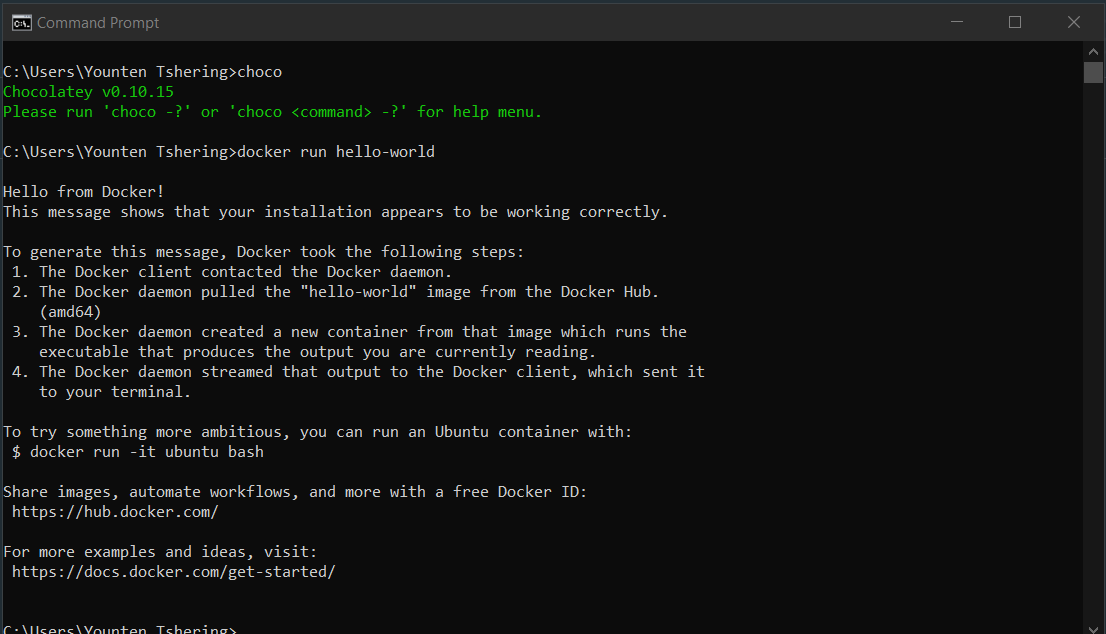 Command Prompt
C:\Users\Younten Tshering>choco
Chocolatey v0.10.15
Please run 'choco -?' or 'choco <command> -?' for help menu.
C:\Users\Younten Tshering>docker run hello-world
Hello from Docker!
This message shows that your installation appears to be working correctly.
To generate this message, Docker took the following steps:
 1. The Docker client contacted the Docker daemon.
 2. The Docker daemon pulled the "hello-world" image from the Docker Hub.
    (amd64)
 3. The Docker daemon created a new container from that image which runs the
    executable that produces the output you are currently reading.
 4. The Docker daemon streamed that output to the Docker client, which sent it
    to your terminal.
To try something more ambitious, you can run an Ubuntu container with:
 $ docker run -it ubuntu bash
Share images, automate workflows, and more with a free Docker ID:
 https://hub.docker.com/
For more examples and ideas, visit:
 https://docs.docker.com/get-started/
C:\Users\Younten Tshering>